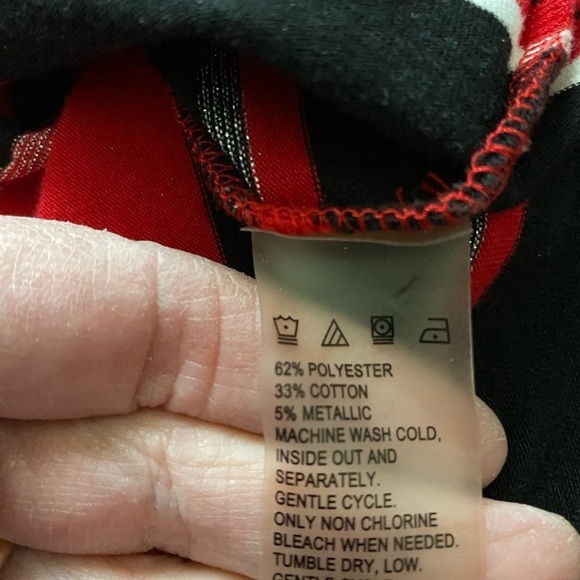 62% POLYESTER
33% COTTON
5% METALLIC
MACHINE WASH COLD,
INSIDE OUT AND
SEPARATELY.
GENTLE CYCLE.
ONLY NON CHLORINE
BLEACH WHEN NEEDED.
TUMBLE DRY, LOW.